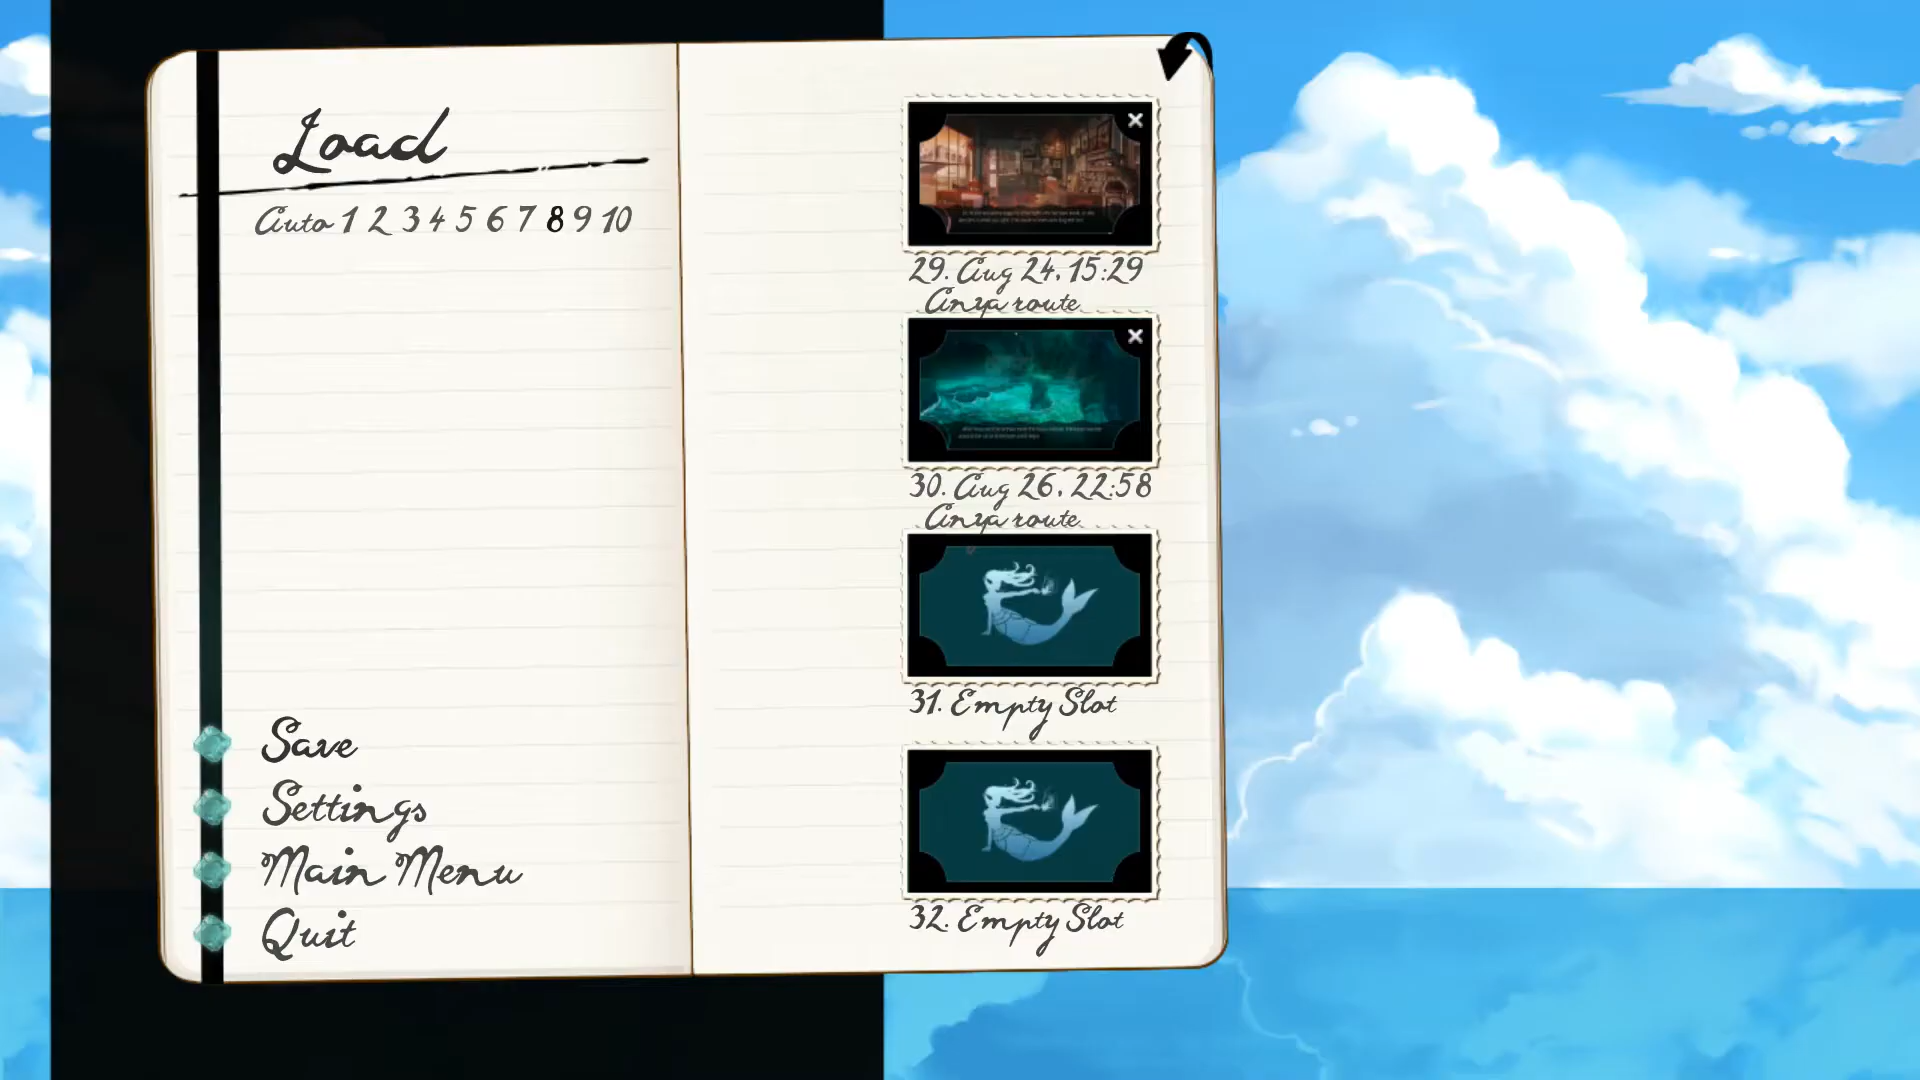 Load
Auto 1 2 3 4 5 6 7 8 9 10
Save
Settings
Main Menu
Quit
29. Aug 24, 15:29
Anya route
30. Aug 26, 22:58
Anya route
31. Empty Slot
32. Empty Slot